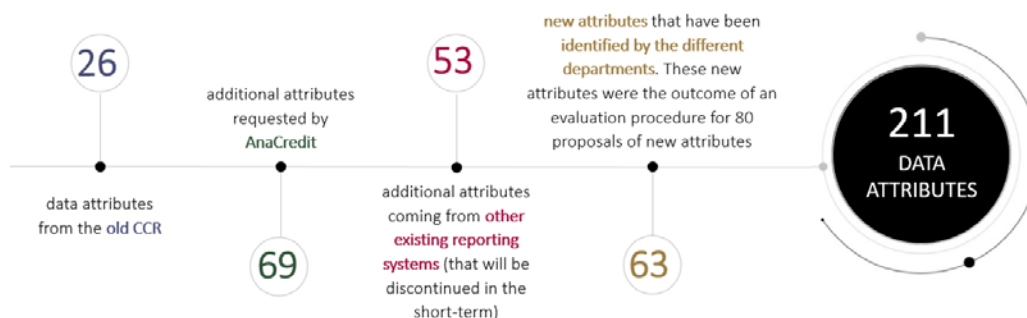 26
data attributes
from the old CCR
additional attributes
requested by
AnaCredit
69
53
additional attributes
coming from other
existing reporting
systems (that will be
discontinued in the
short-term)
new attributes that have been
identified by the different
departments. These new
attributes were the outcome of an
evaluation procedure for 80
proposals of new attributes
63
211
DATA
ATTRIBUTES